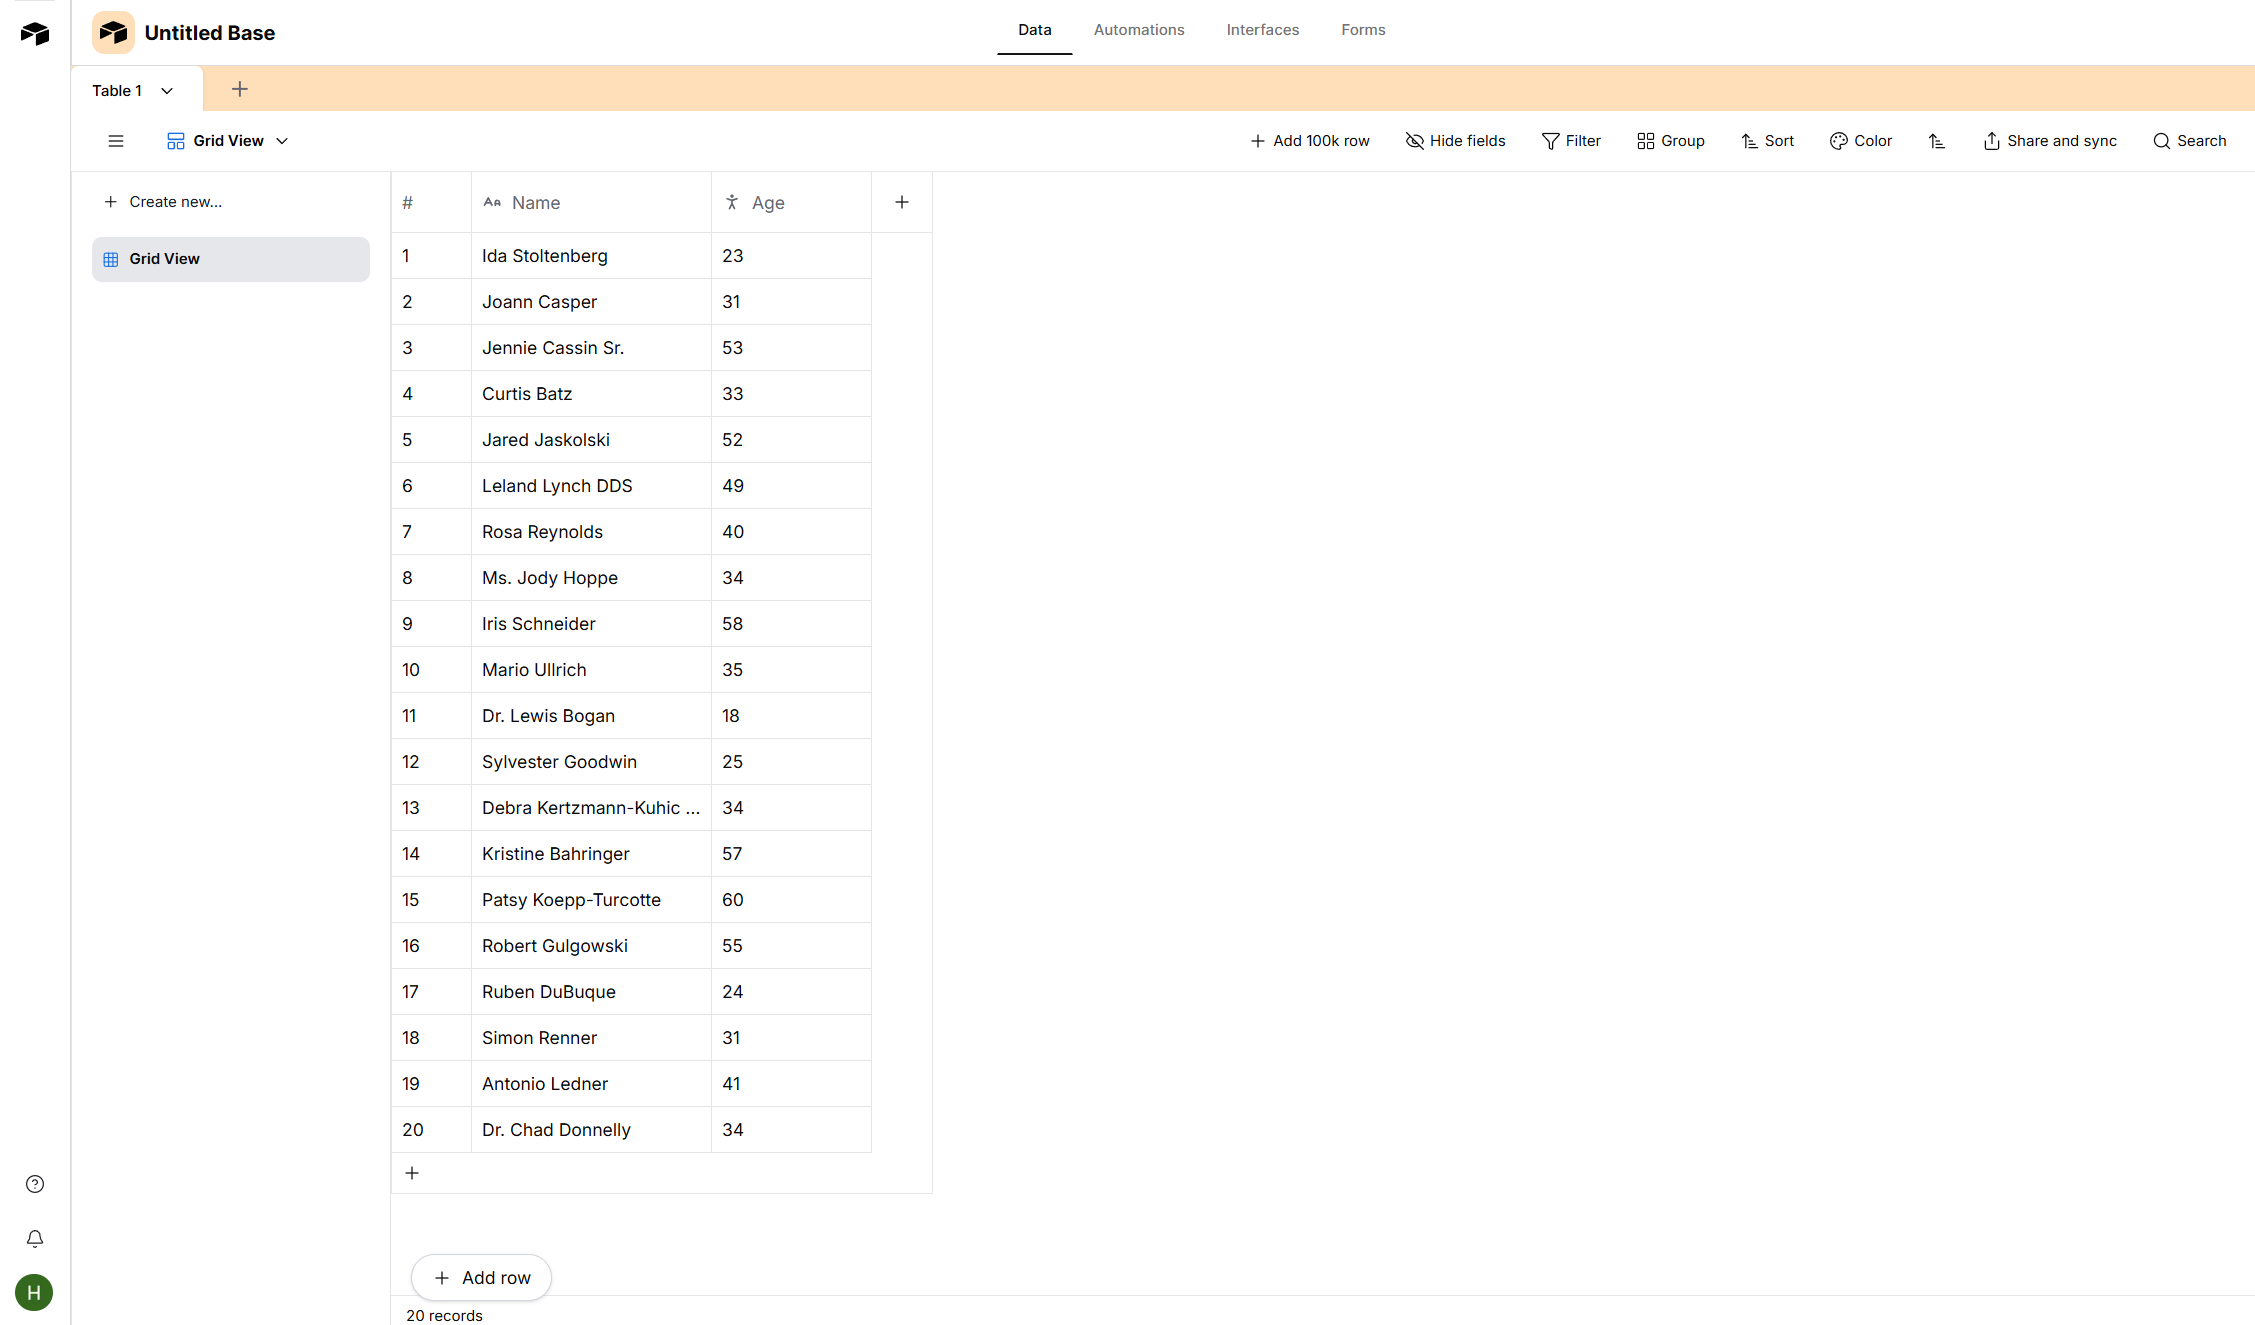 Untitled Base
Data Automations Interfaces Forms
Table 1
Grid View
Add 100k row Hide fields Filter Group Sort Color Share and sync Search
Create new...
Grid View
# Name Age
1 Ida Stoltenberg 23
2 Joann Casper 31
3 Jennie Cassin Sr. 53
4 Curtis Batz 33
5 Jared Jaskolski 52
6 Leland Lynch DDS 49
7 Rosa Reynolds 40
8 Ms. Jody Hoppe 34
9 Iris Schneider 58
10 Mario Ullrich 35
11 Dr. Lewis Bogan 18
12 Sylvester Goodwin 25
13 Debra Kertzmann-Kuhic ... 34
14 Kristine Bahringer 57
15 Patsy Koepp-Turcotte 60
16 Robert Gulgowski 55
17 Ruben DuBuque 24
18 Simon Renner 31
19 Antonio Ledner 41
20 Dr. Chad Donnelly 34
Add row
H
20 records